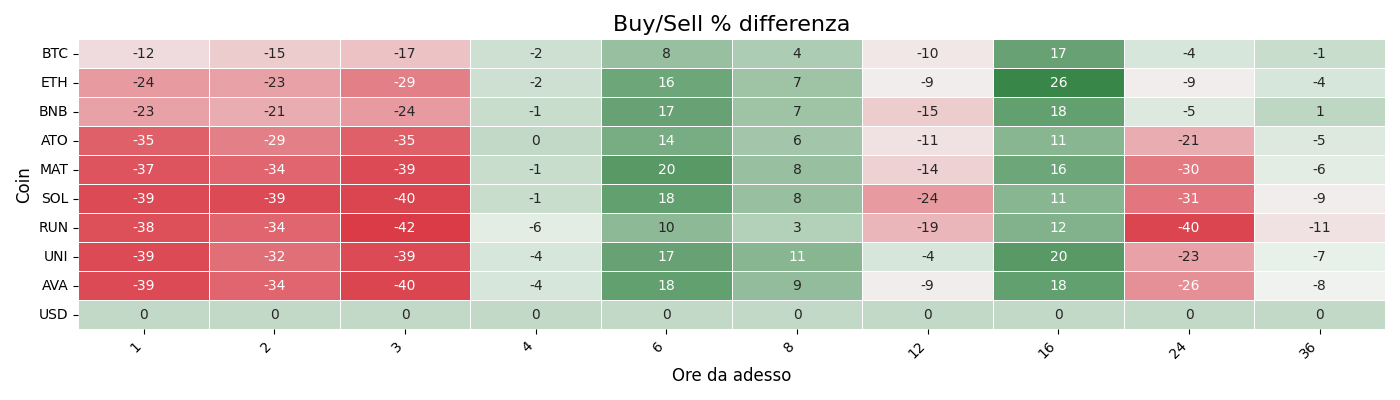 Buy/Sell % differenza
Coin
BTC -12 -15 -17 -2 8 4 -10 17 -4 -1
ETH -24 -23 -29 -2 16 7 -9 26 -9 -4
BNB -23 -21 -24 -1 17 7 -15 18 -5 1
ATO -35 -29 -35 0 14 6 -11 11 -21 -5
MAT -37 -34 -39 -1 20 8 -14 16 -30 -6
SOL -39 -39 -40 -1 18 8 -24 11 -31 -9
RUN -38 -34 -42 -6 10 3 -19 12 -40 -11
UNI -39 -32 -39 -4 17 11 -4 20 -23 -7
AVA -39 -34 -40 -4 18 9 -9 18 -26 -8
USD 0 0 0 0 0 0 0 0 0 0
1 2 3 4 6 8 12 16 24 36
Ore da adesso